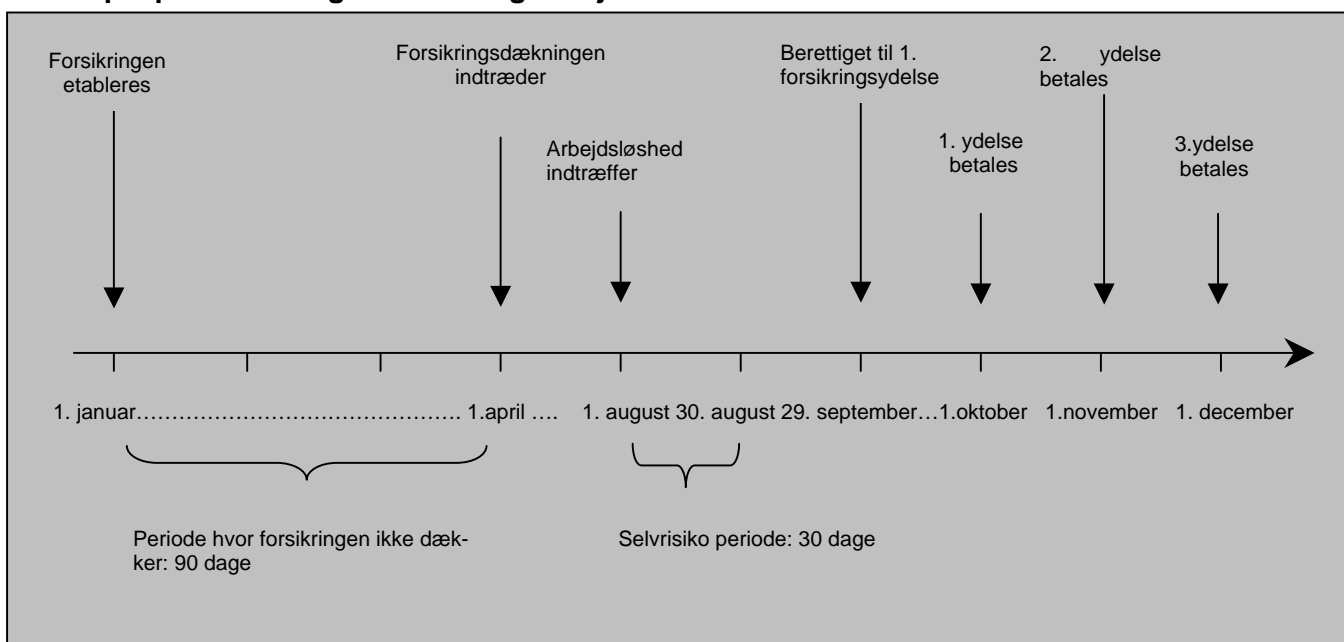 Forsikringen
etableres
Forsikringsdækningen
indtræder
Arbejdsløshed
indtræffer
Berettiget til 1.
forsikringsydelse
1. ydelse
betales
2. ydelse
betales
3.ydelse
betales
1. januar……………………………………… 1.april …. 1. august 30. august 29. september…1.oktober 1.november 1. december
Periode hvor forsikringen ikke dæk-
ker: 90 dage
Selvrisiko periode: 30 dage